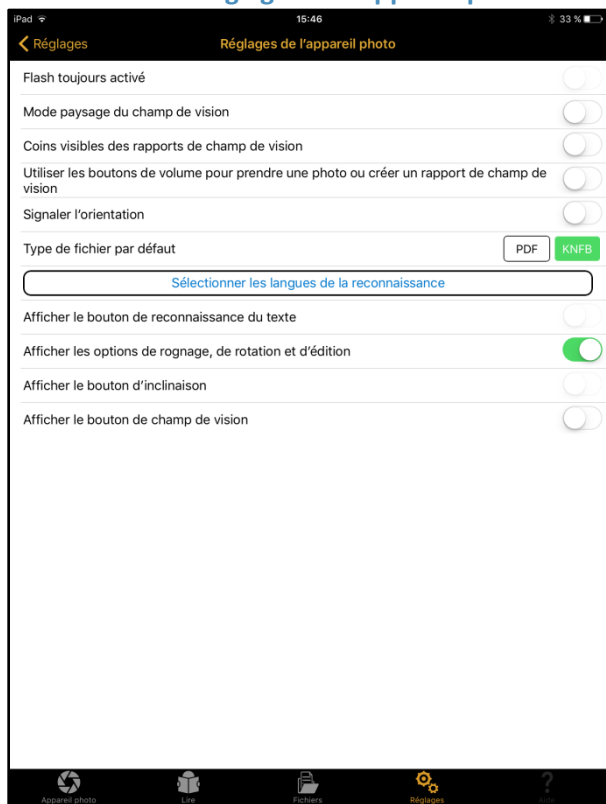 iPad
15:46
33 %
Réglages
Réglages de l'appareil photo
Flash toujours activé
Mode paysage du champ de vision
Coins visibles des rapports de champ de vision
Utiliser les boutons de volume pour prendre une photo ou créer un rapport de champ de
vision
Signaler l'orientation
Type de fichier par défaut
PDF
KNFB
Sélectionner les langues de la reconnaissance
Afficher le bouton de reconnaissance du texte
Afficher les options de rognage, de rotation et d'édition
Afficher le bouton d'inclinaison
Afficher le bouton de champ de vision
Appareil photo
Lire
Fichiers
Réglages
Aide